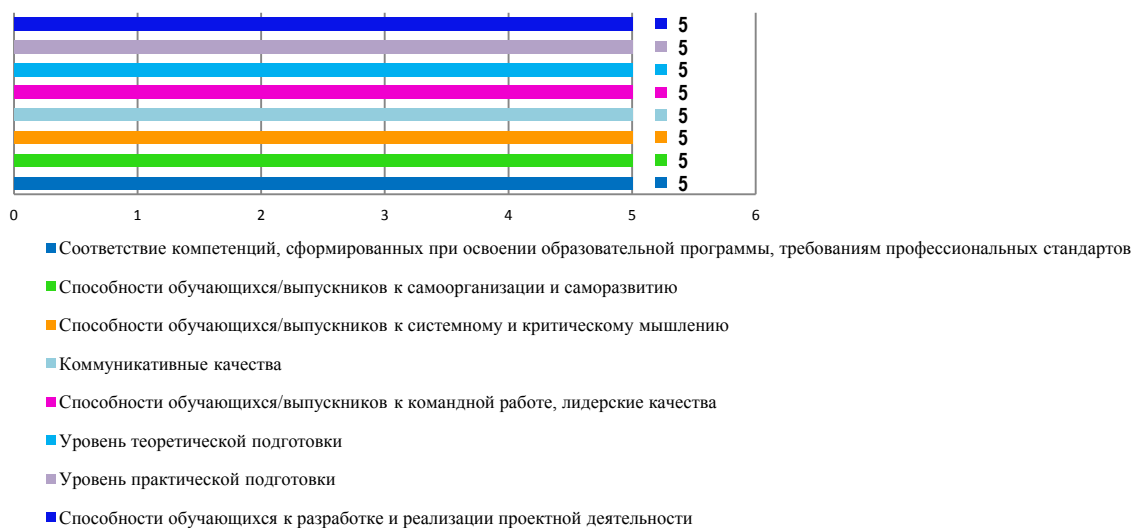 5
5
5
5
5
5
5
5
0 1 2 3 4 5 6
Соответствие компетенций, сформированных при освоении образовательной программы, требованиям профессиональных стандартов
Способности обучающихся/выпускников к самоорганизации и саморазвитию
Способности обучающихся/выпускников к системному и критическому мышлению
Коммуникативные качества
Способности обучающихся/выпускников к командной работе, лидерские качества
Уровень теоретической подготовки
Уровень практической подготовки
Способности обучающихся к разработке и реализации проектной деятельности